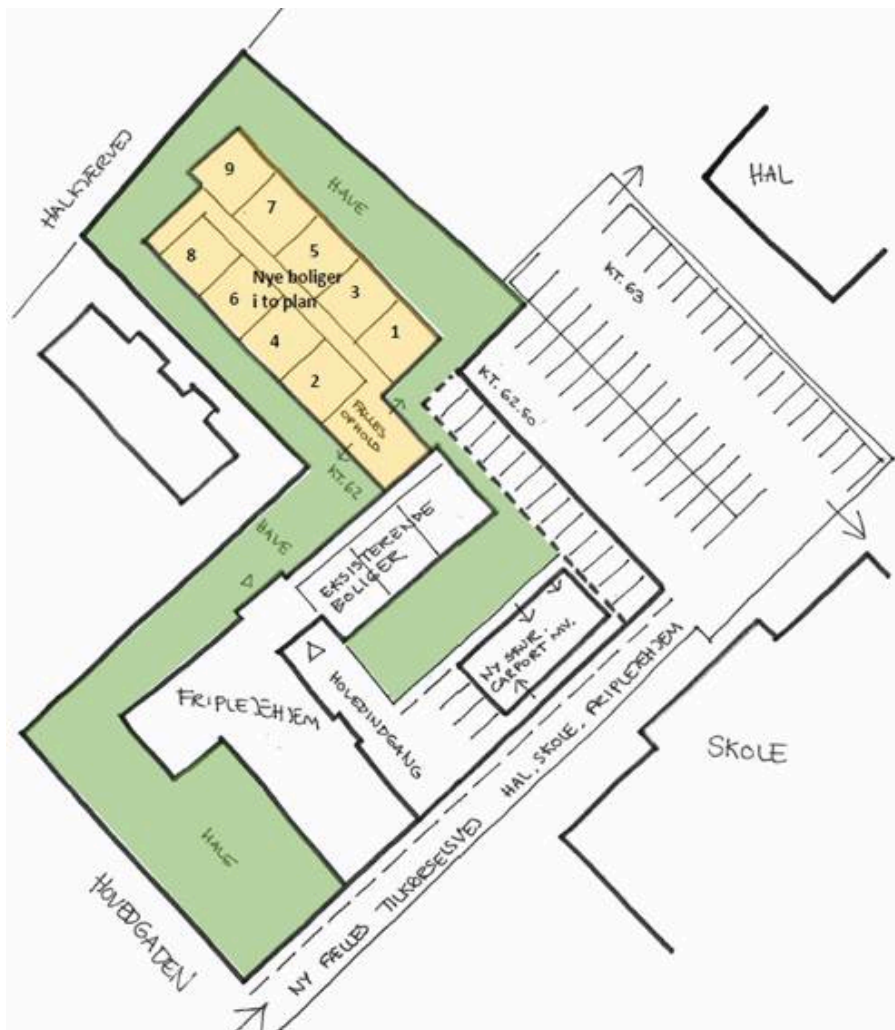 HALKJÆRVEJ
HAVE
HAL
9
7
5
3
1
8
6
4
2
Nye boliger
i to plan
FÆLLES
OPHOLD
KT. 62
KT. 63
KT. 62.50
HAVE
EKSISTERENDE
BOLIGER
NY SKUR.
CARPORT MV.
HOVEDINDGANG
FRIPLEJEHJEM
HAVE
SKOLE
HOVEDGADEN
NY FÆLLES TILKØRSELSVEJ HAL, SKOLE, FRIPLEJEHJEM